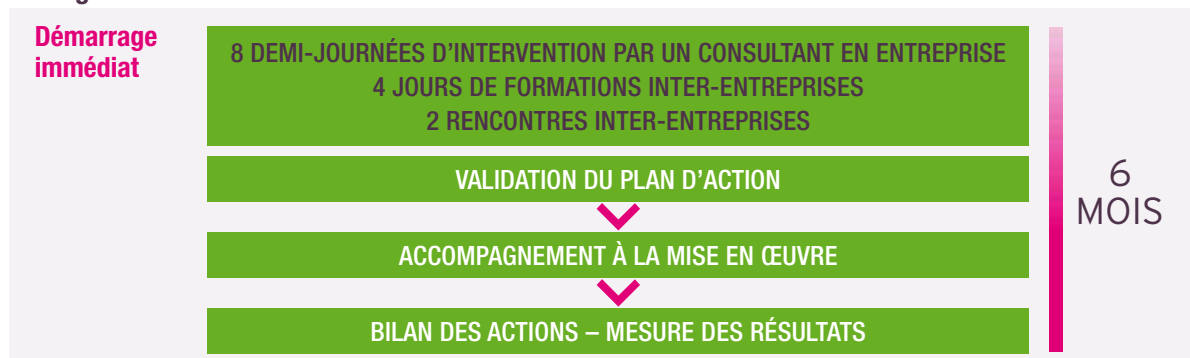 Démarrage
immédiat
8 DEMI-JOURNÉES D’INTERVENTION PAR UN CONSULTANT EN ENTREPRISE
4 JOURS DE FORMATIONS INTER-ENTREPRISES
2 RENCONTRES INTER-ENTREPRISES
VALIDATION DU PLAN D’ACTION
ACCOMPAGNEMENT À LA MISE EN ŒUVRE
BILAN DES ACTIONS – MESURE DES RÉSULTATS
6
MOIS